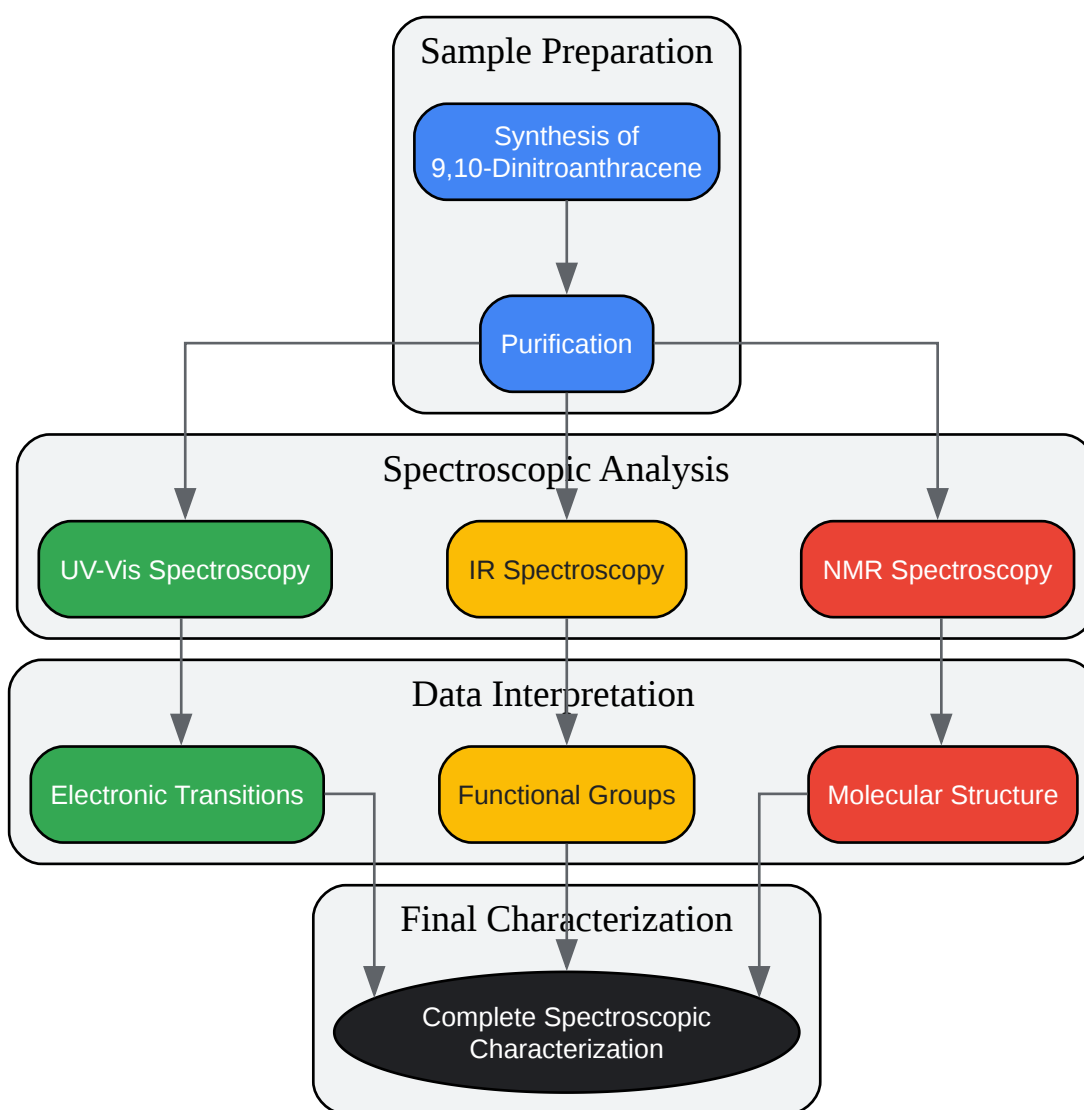 Sample Preparation
Synthesis of
9,10-Dinitroanthracene
Purification
Spectroscopic Analysis
UV-Vis Spectroscopy
IR Spectroscopy
NMR Spectroscopy
Data Interpretation
Electronic Transitions
Functional Groups
Molecular Structure
Final Characterization
Complete Spectroscopic
Characterization